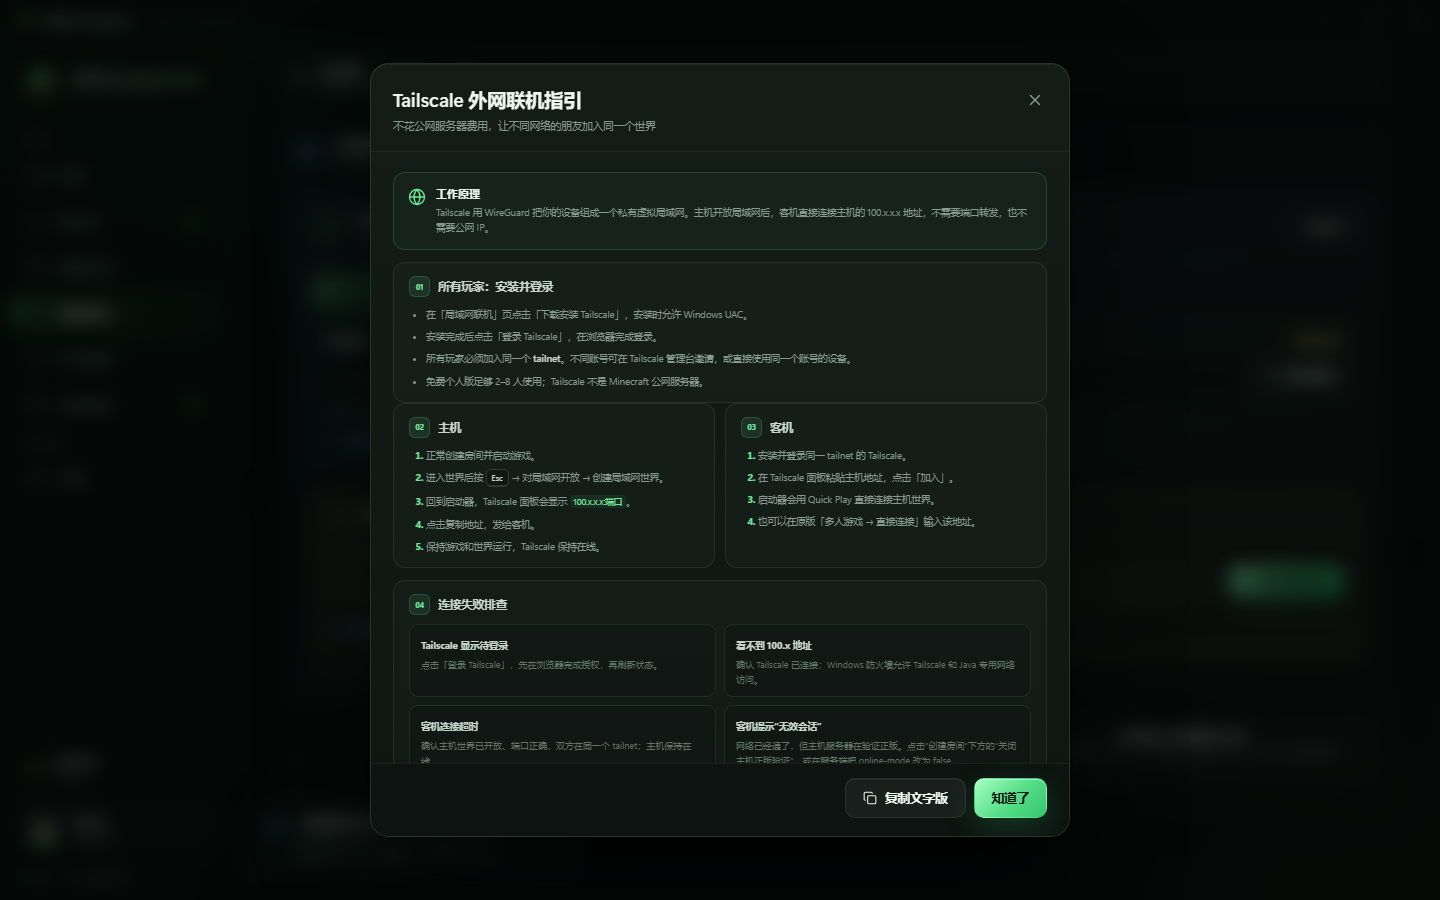 Tailscale 外网联机指引
不花公网服务器费用，让不同网络的朋友加入同一个世界
工作原理
Tailscale 用 WireGuard 把你的设备组成一个私有虚拟局域网。主机开放局域网后，客机直接连接主机的 100.x.x.x 地址，不需要端口转发，也不
需要公网 IP。
01 所有玩家：安装并登录
• 在「局域网联机」页点击「下载安装 Tailscale」，安装时允许 Windows UAC。
• 安装完成后点击「登录 Tailscale」，在浏览器完成登录。
• 所有玩家必须加入同一个 tailnet。不同账号可在 Tailscale 管理台邀请，或直接使用同一个账号的设备。
• 免费个人版足够 2–8 人使用；Tailscale 不是 Minecraft 公网服务器。
02 主机
1. 正常创建房间并启动游戏。
2. 进入世界后按 Esc → 对局域网开放 → 创建局域网世界。
3. 回到启动器，Tailscale 面板会显示 100.x.x.x:端口 。
4. 点击复制地址，发给客机。
5. 保持游戏和世界运行，Tailscale 保持在线。
03 客机
1. 安装并登录同一 tailnet 的 Tailscale。
2. 在 Tailscale 面板粘贴主机地址，点击「加入」。
3. 启动器会用 Quick Play 直接连接主机世界。
4. 也可以在原版「多人游戏 → 直接连接」输入该地址。
04 连接失败排查
Tailscale 显示待登录
点击「登录 Tailscale」，先在浏览器完成授权，再刷新状态。
看不到 100.x 地址
确认 Tailscale 已连接；Windows 防火墙允许 Tailscale 和 Java 专用网络
访问。
客机连接超时
确认主机世界已开放、端口正确、双方在同一个 tailnet；主机保持在
线。
客机提示“无效会话”
网络已经通了，但主机服务器在验证正版。点击“创建房间”下方的“关闭
主机正版验证”，或在服务端把 online-mode 改为 false
复制文字版
知道了